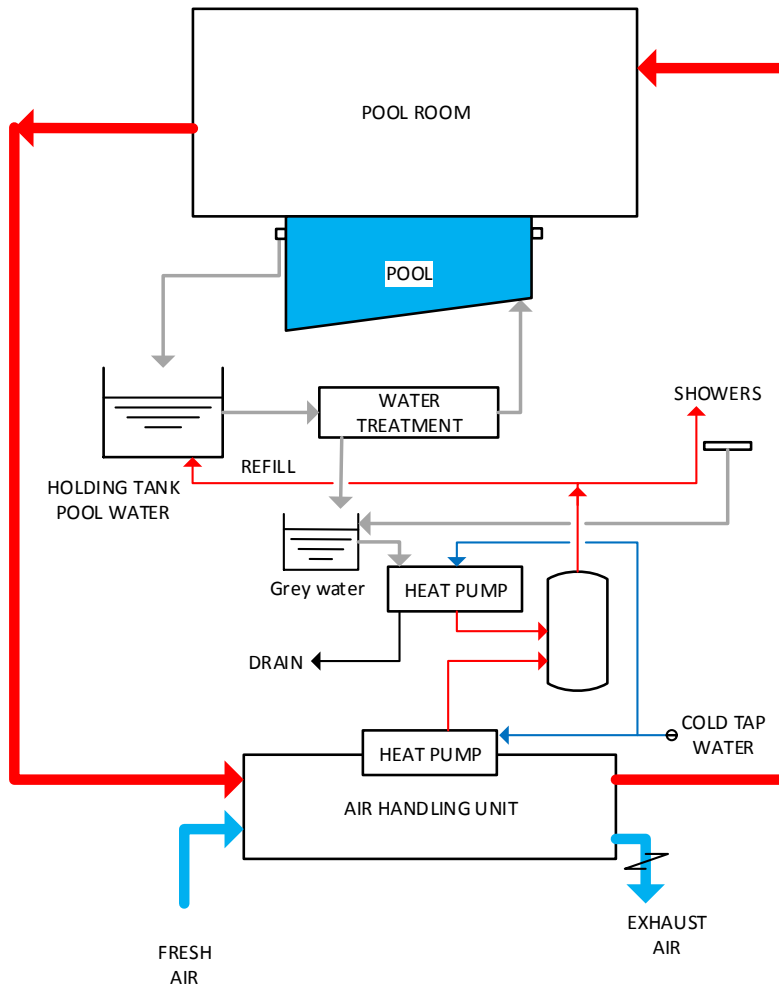 POOL ROOM
POOL
SHOWERS
WATER
TREATMENT
REFILL
HOLDING TANK
POOL WATER
Grey water
HEAT PUMP
DRAIN
COLD TAP
WATER
HEAT PUMP
AIR HANDLING UNIT
EXHAUST
AIR
FRESH
AIR